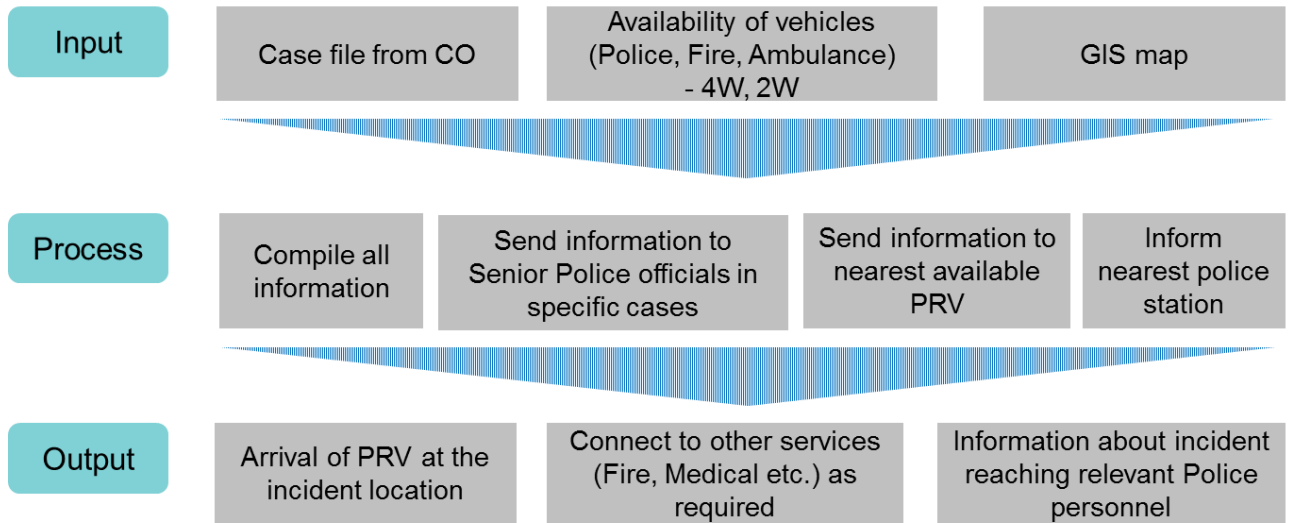 Input
Case file from CO
Availability of vehicles
(Police, Fire, Ambulance)
- 4W, 2W
GIS map
Process
Compile all
information
Send information to
Senior Police officials in
specific cases
Send information to
nearest available
PRV
Inform
nearest police
station
Output
Arrival of PRV at the
incident location
Connect to other services
(Fire, Medical etc.) as
required
Information about incident
reaching relevant Police
personnel